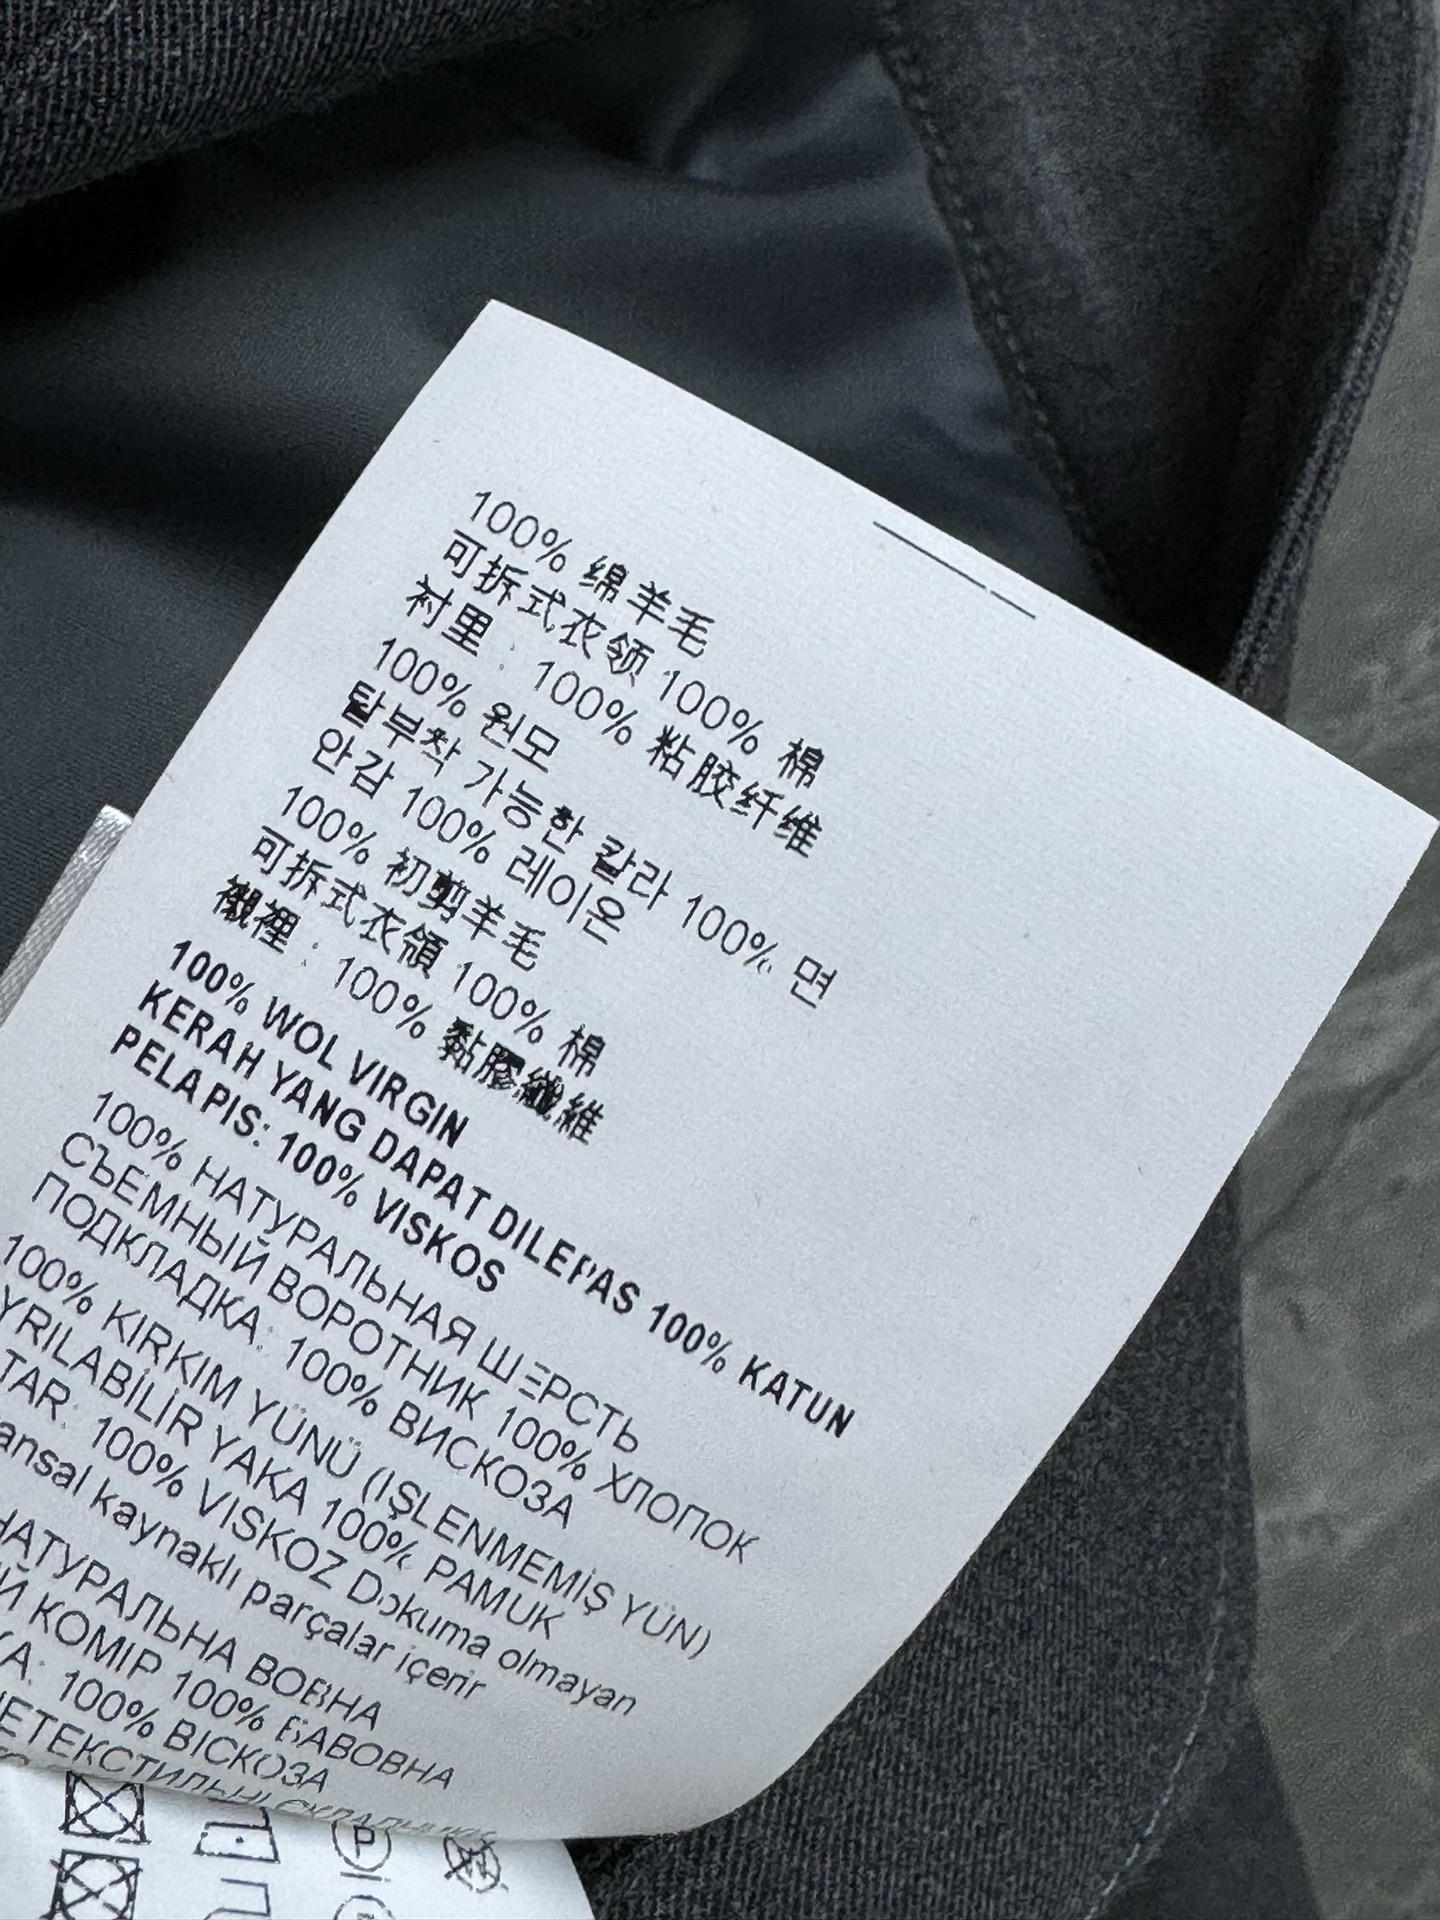 100% 绵羊毛
可拆式衣领 100% 棉
衬里：100% 粘胶纤维
100% 원모
탈부착 가능한 칼라 100% 면
안감 100% 레이온
100% 初剪羊毛
可拆式衣領 100% 棉
襯裡：100% 黏膠纖維
100% WOL VIRGIN
KERAH YANG DAPAT DILEPAS 100% KATUN
PELAPIS: 100% VISKOS
100% НАТУРАЛЬНАЯ ШЕРСТЬ
СЪЕМНЫЙ ВОРОТНИК 100% ХЛОПОК
ПОДКЛАДКА: 100% ВИСКОЗА
100% KIRKIM YÜNÜ (İŞLENMEMİŞ YÜN)
YRILABİLİR YAKA 100% PAMUK
TAR: 100% VISKOZ Dokuma olmayan
ansal kaynaklı parçalar içerir
НАТУРАЛЬНА ВОВНА
Й КОМІР 100% БАВОВНА
КА: 100% ВІСКОЗА
P